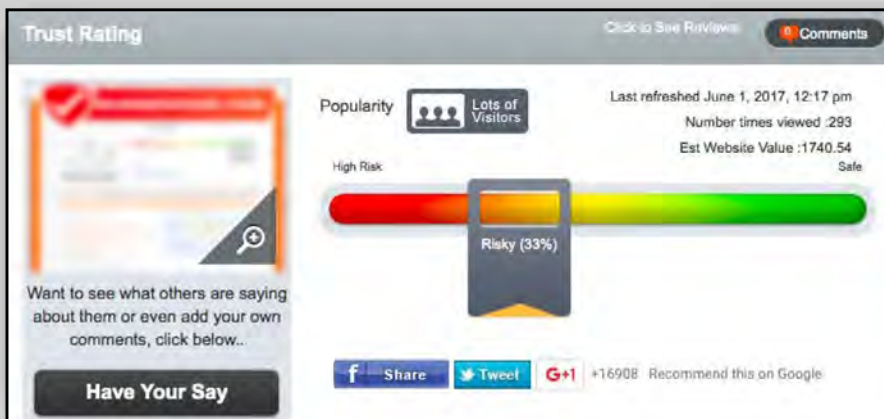 Trust Rating
Click to See Reviews
0 Comments
Popularity
Lots of
Visitors
Last refreshed June 1, 2017, 12:17 pm
Number times viewed :293
Est Website Value :1740.54
High Risk
Safe
Risky (33%)
Want to see what others are saying
about them or even add your own
comments, click below..
Have Your Say
f Share
Tweet
G+1
+16908 Recommend this on Google